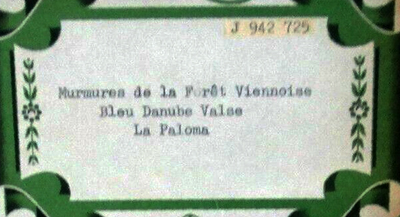 J 942 725
Murmures de la Forêt Viennoise
Bleu Danube Valse
La Paloma